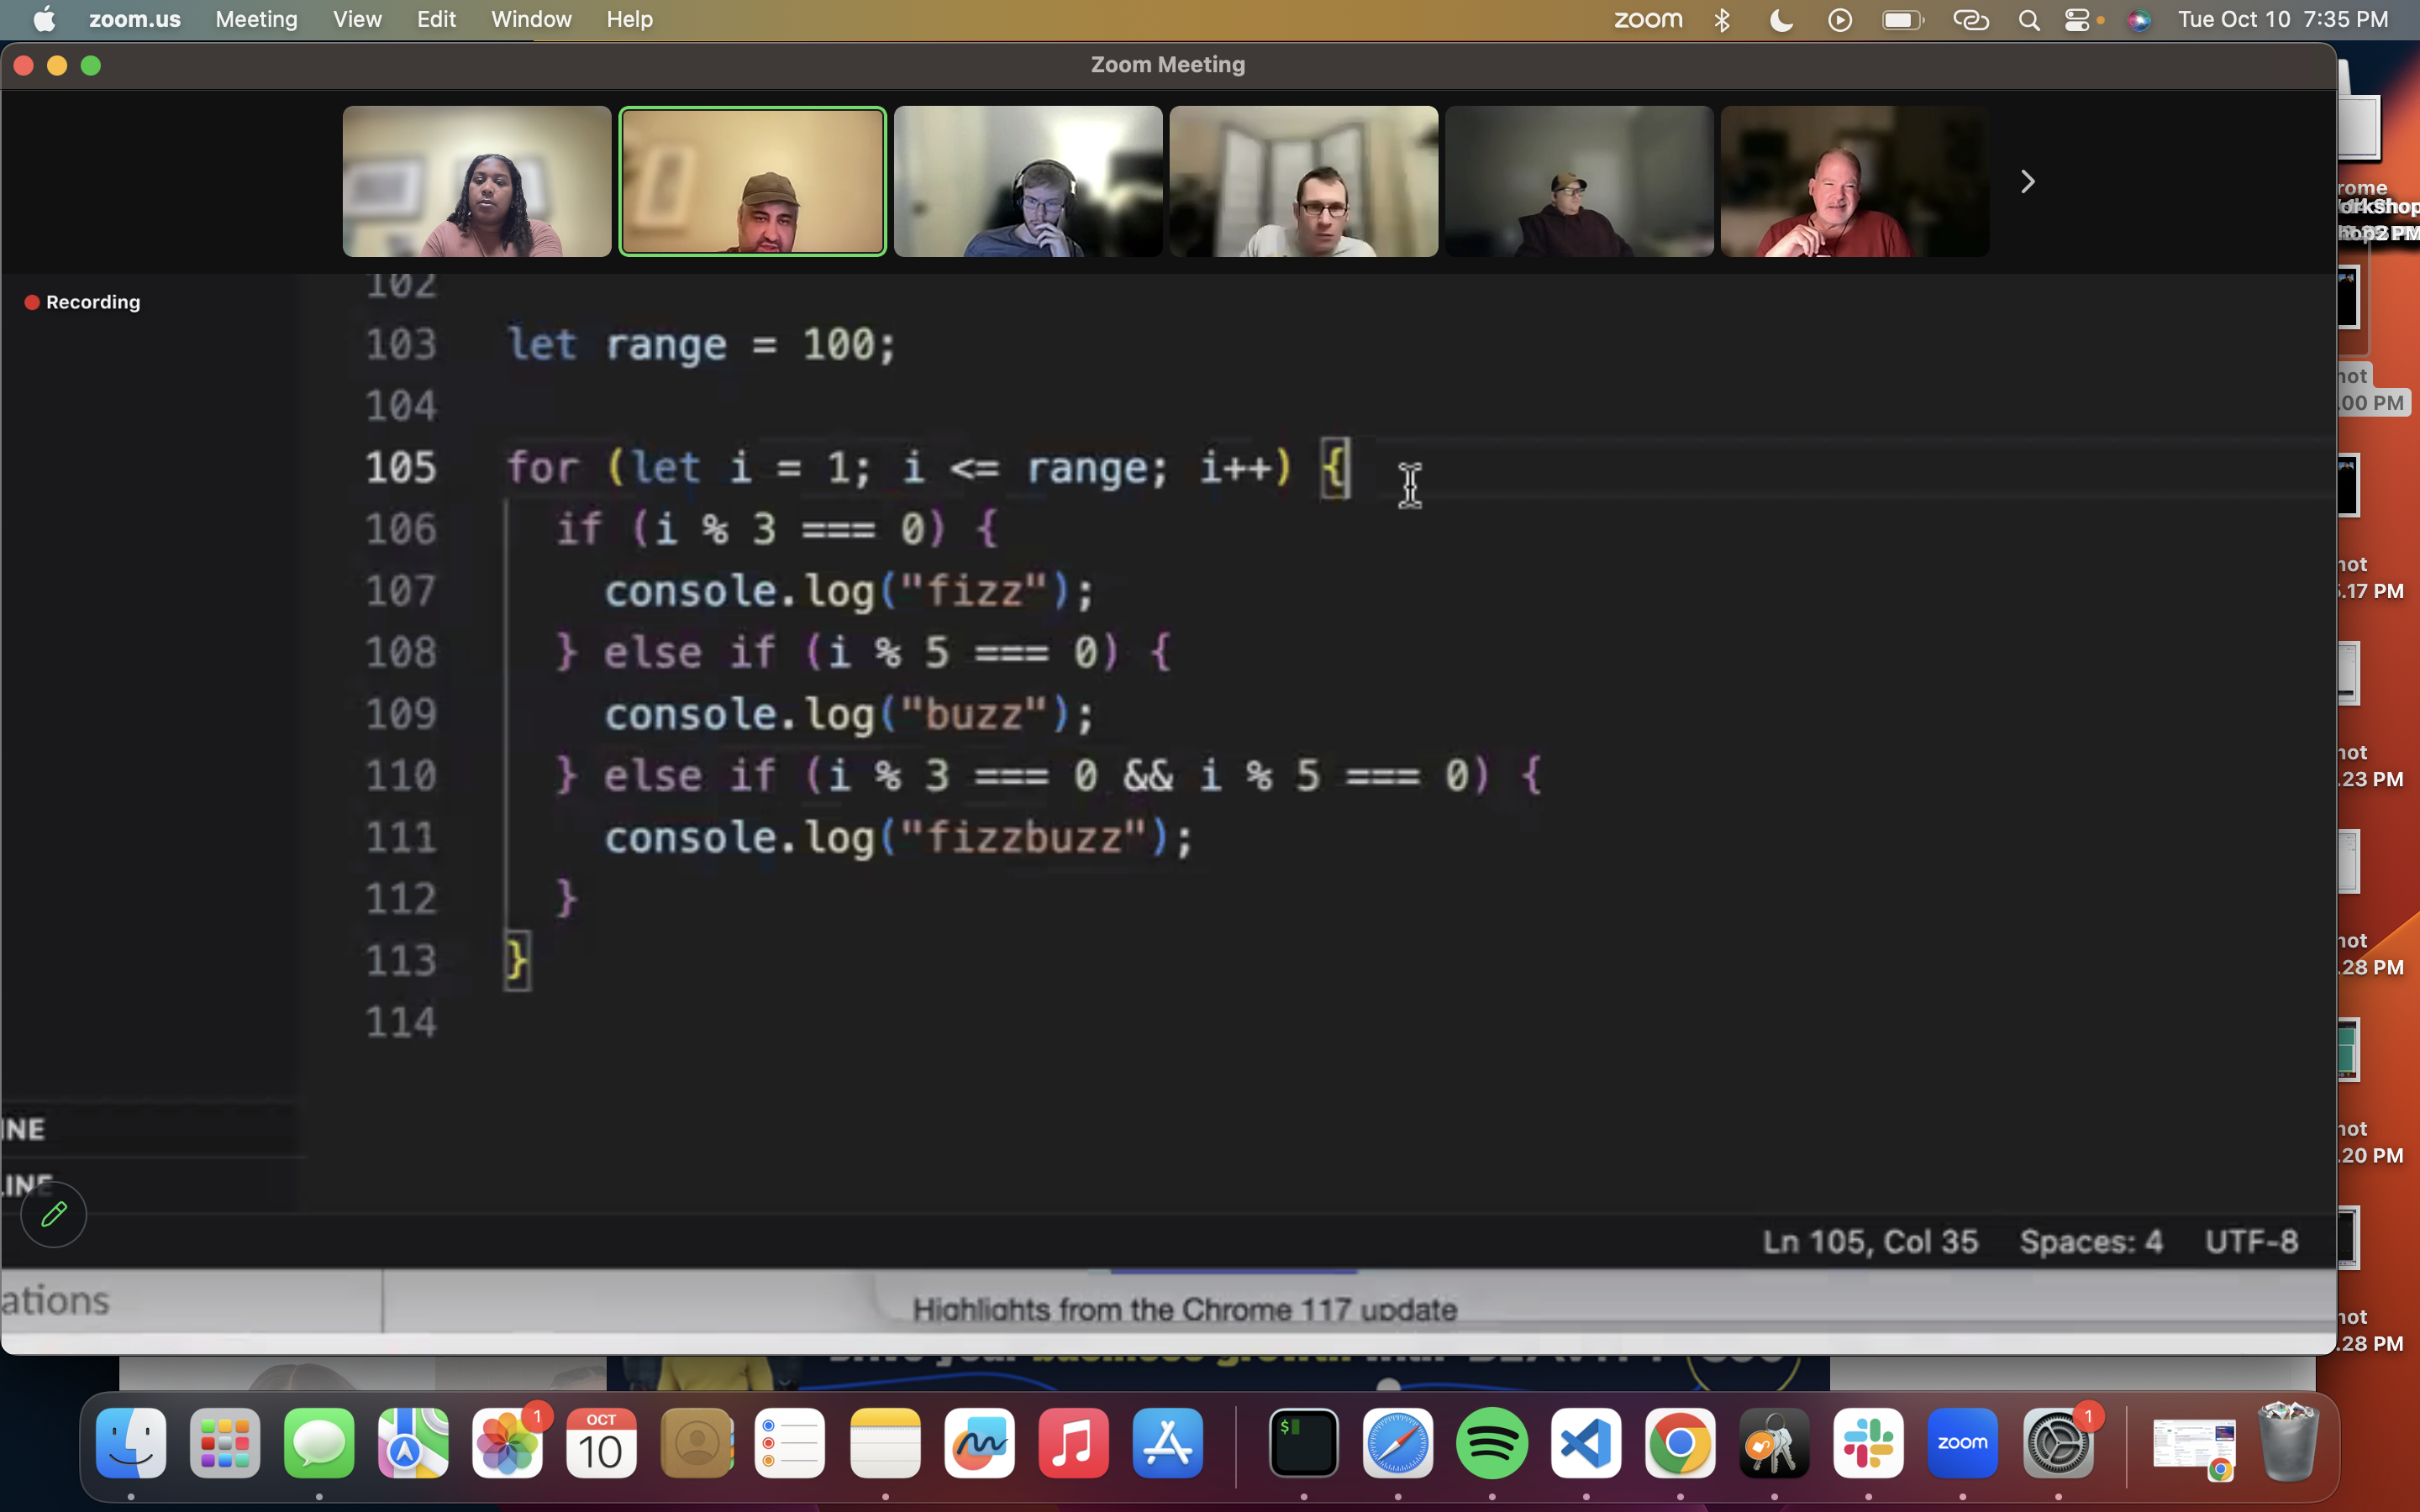 zoom.us Meeting View Edit Window Help
zoom Tue Oct 10 7:35 PM
Zoom Meeting
Recording
102
103 let range = 100;
104
105 for (let i = 1; i <= range; i++) {
106 if (i % 3 === 0) {
107 console.log("fizz");
108 } else if (i % 5 === 0) {
109 console.log("buzz");
110 } else if (i % 3 === 0 && i % 5 === 0) {
111 console.log("fizzbuzz");
112 }
113 }
114
INE
LINE
Ln 105, Col 35 Spaces: 4 UTF-8
ations
Highlights from the Chrome 117 update
rome
hot
.00 PM
hot
.17 PM
hot
.23 PM
hot
.28 PM
hot
.20 PM
hot
.28 PM
1
OCT
10
$
zoom
1